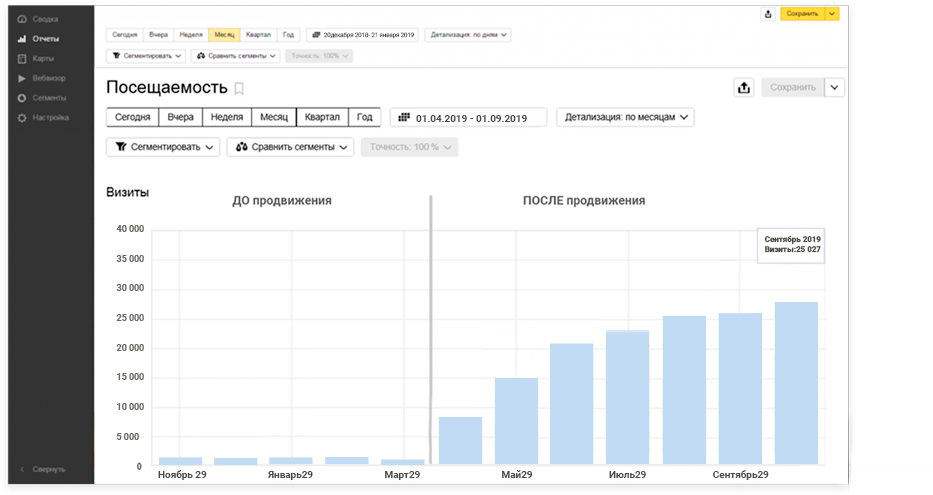 Сводка
Отчеты
Карты
Вебвизор
Сегменты
Настройка
Свернуть
Сохранить
Сегодня Вчера Неделя Месяц Квартал Год 20декабря 2018- 21 января 2019 Детализация: по дням
Сегментировать Сравнить сегменты Точность: 100%
Посещаемость
Сохранить
Сегодня Вчера Неделя Месяц Квартал Год 01.04.2019 - 01.09.2019 Детализация: по месяцам
Сегментировать Сравнить сегменты Точность: 100 %
Визиты
ДО продвижения ПОСЛЕ продвижения
40 000
35 000
30 000
25 000
20 000
15 000
10 000
5 000
0
Сентябрь 2019
Визиты:25 027
Ноябрь 29 Январь29 Март29 Май29 Июль29 Сентябрь29